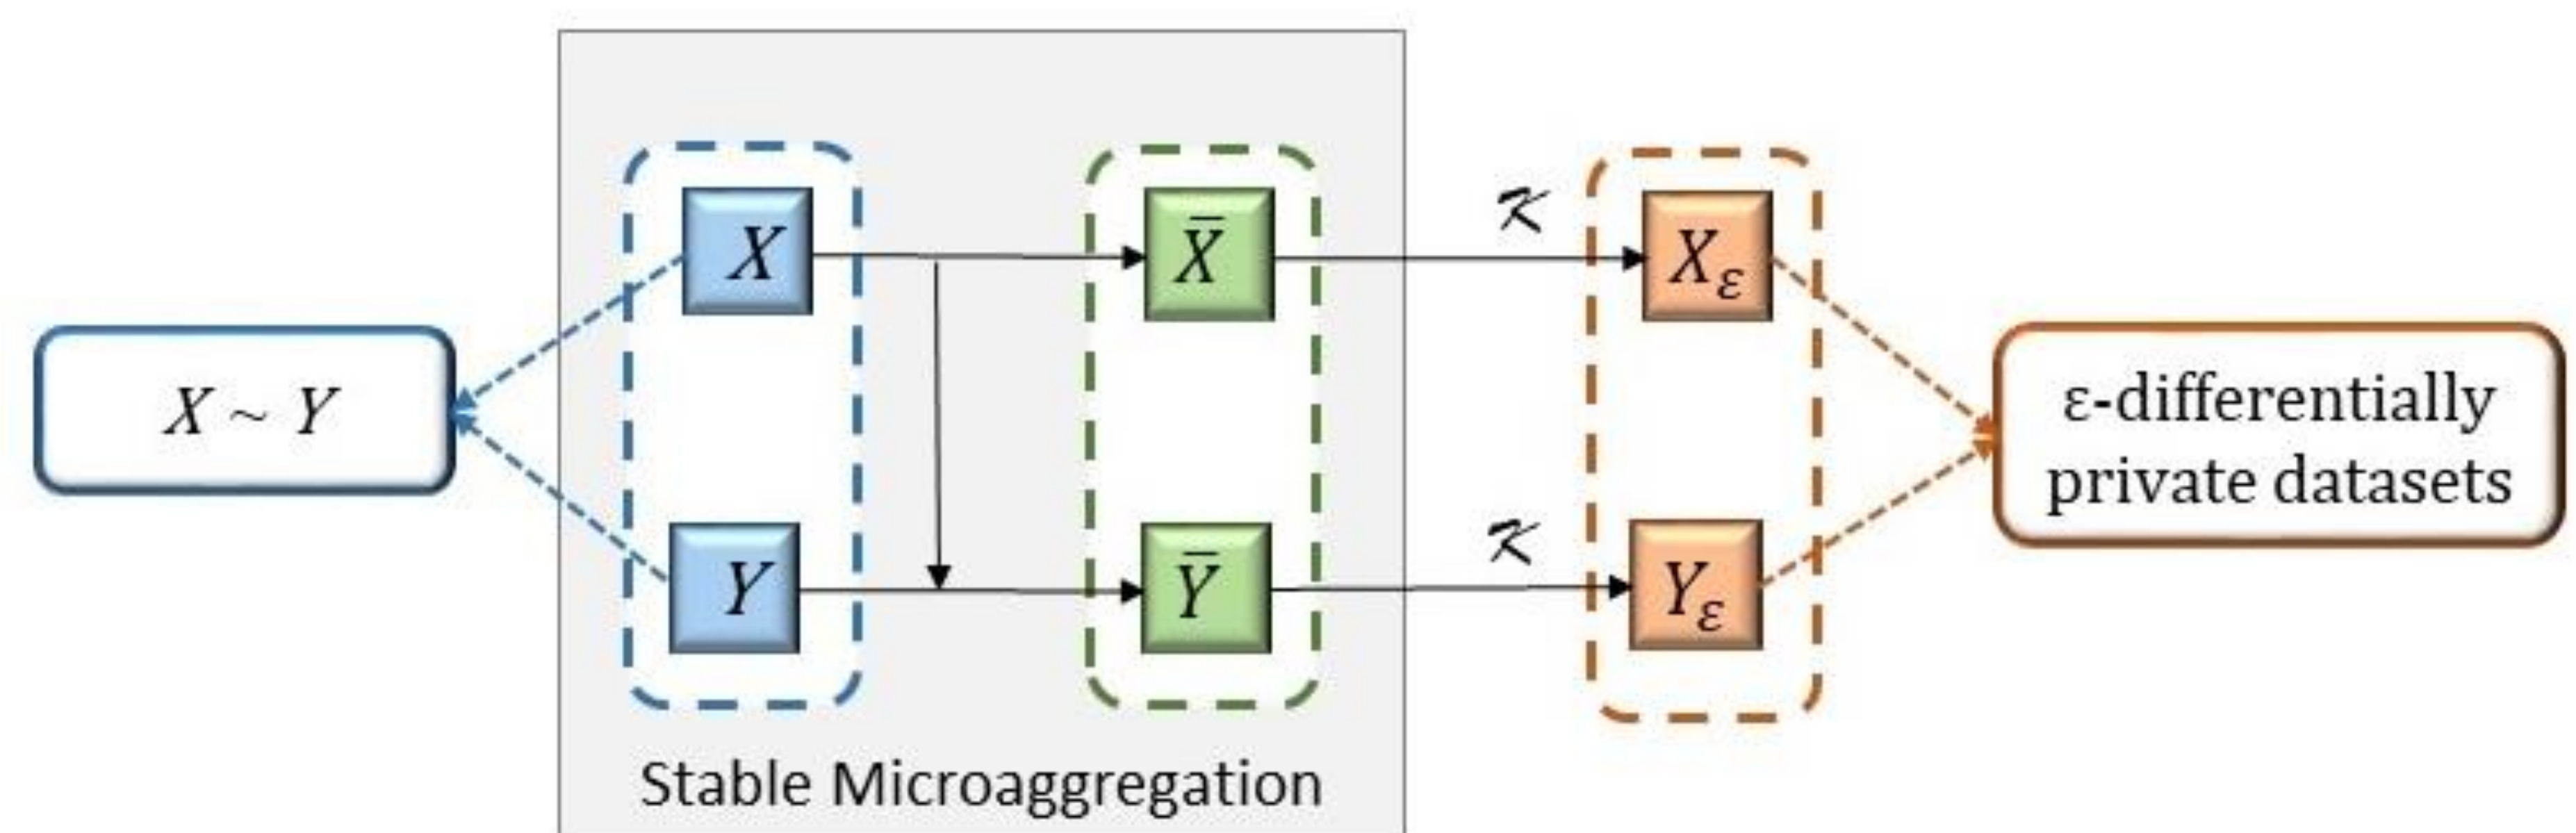 X
X̄
𝒦
X_ε
X ~ Y
ε-differentially
private datasets
Y
Ȳ
𝒦
Y_ε
Stable Microaggregation